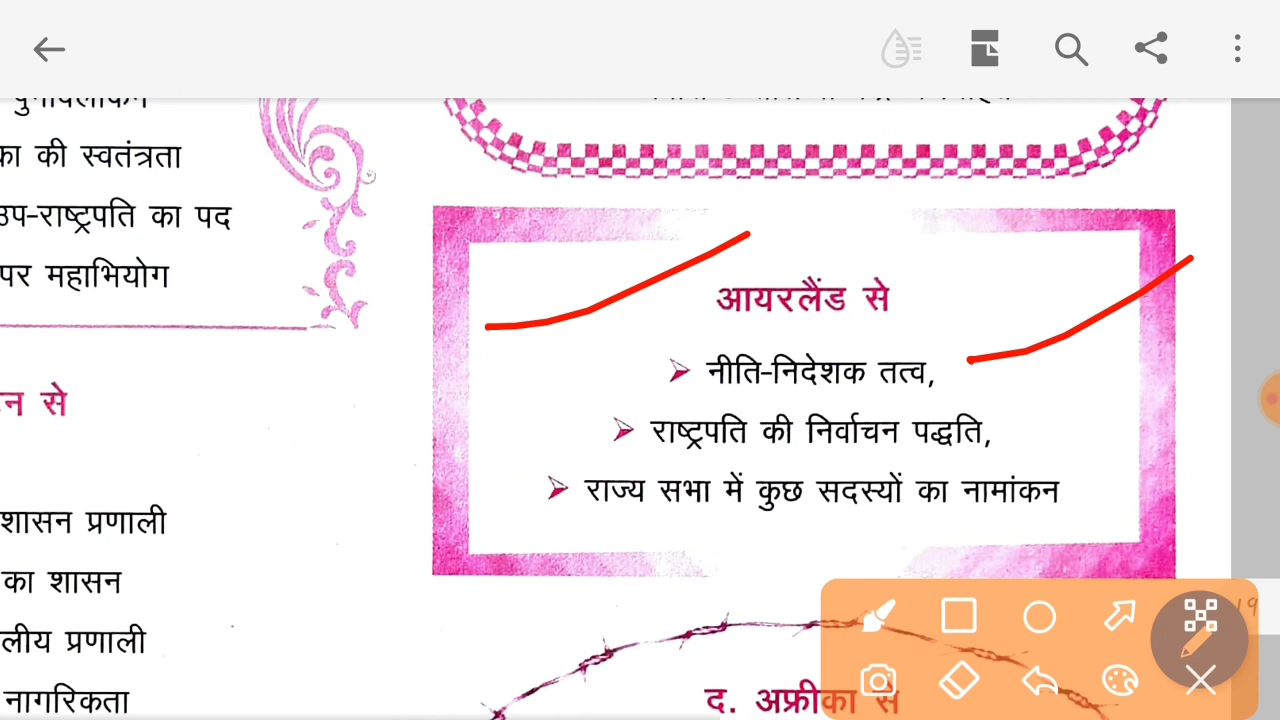 का की स्वतंत्रता
उप-राष्ट्रपति का पद
पर महाभियोग
न से
शासन प्रणाली
का शासन
लीय प्रणाली
नागरिकता
आयरलैंड से
नीति-निदेशक तत्व,
राष्ट्रपति की निर्वाचन पद्धति,
राज्य सभा में कुछ सदस्यों का नामांकन
द. अफ्रीका से
19